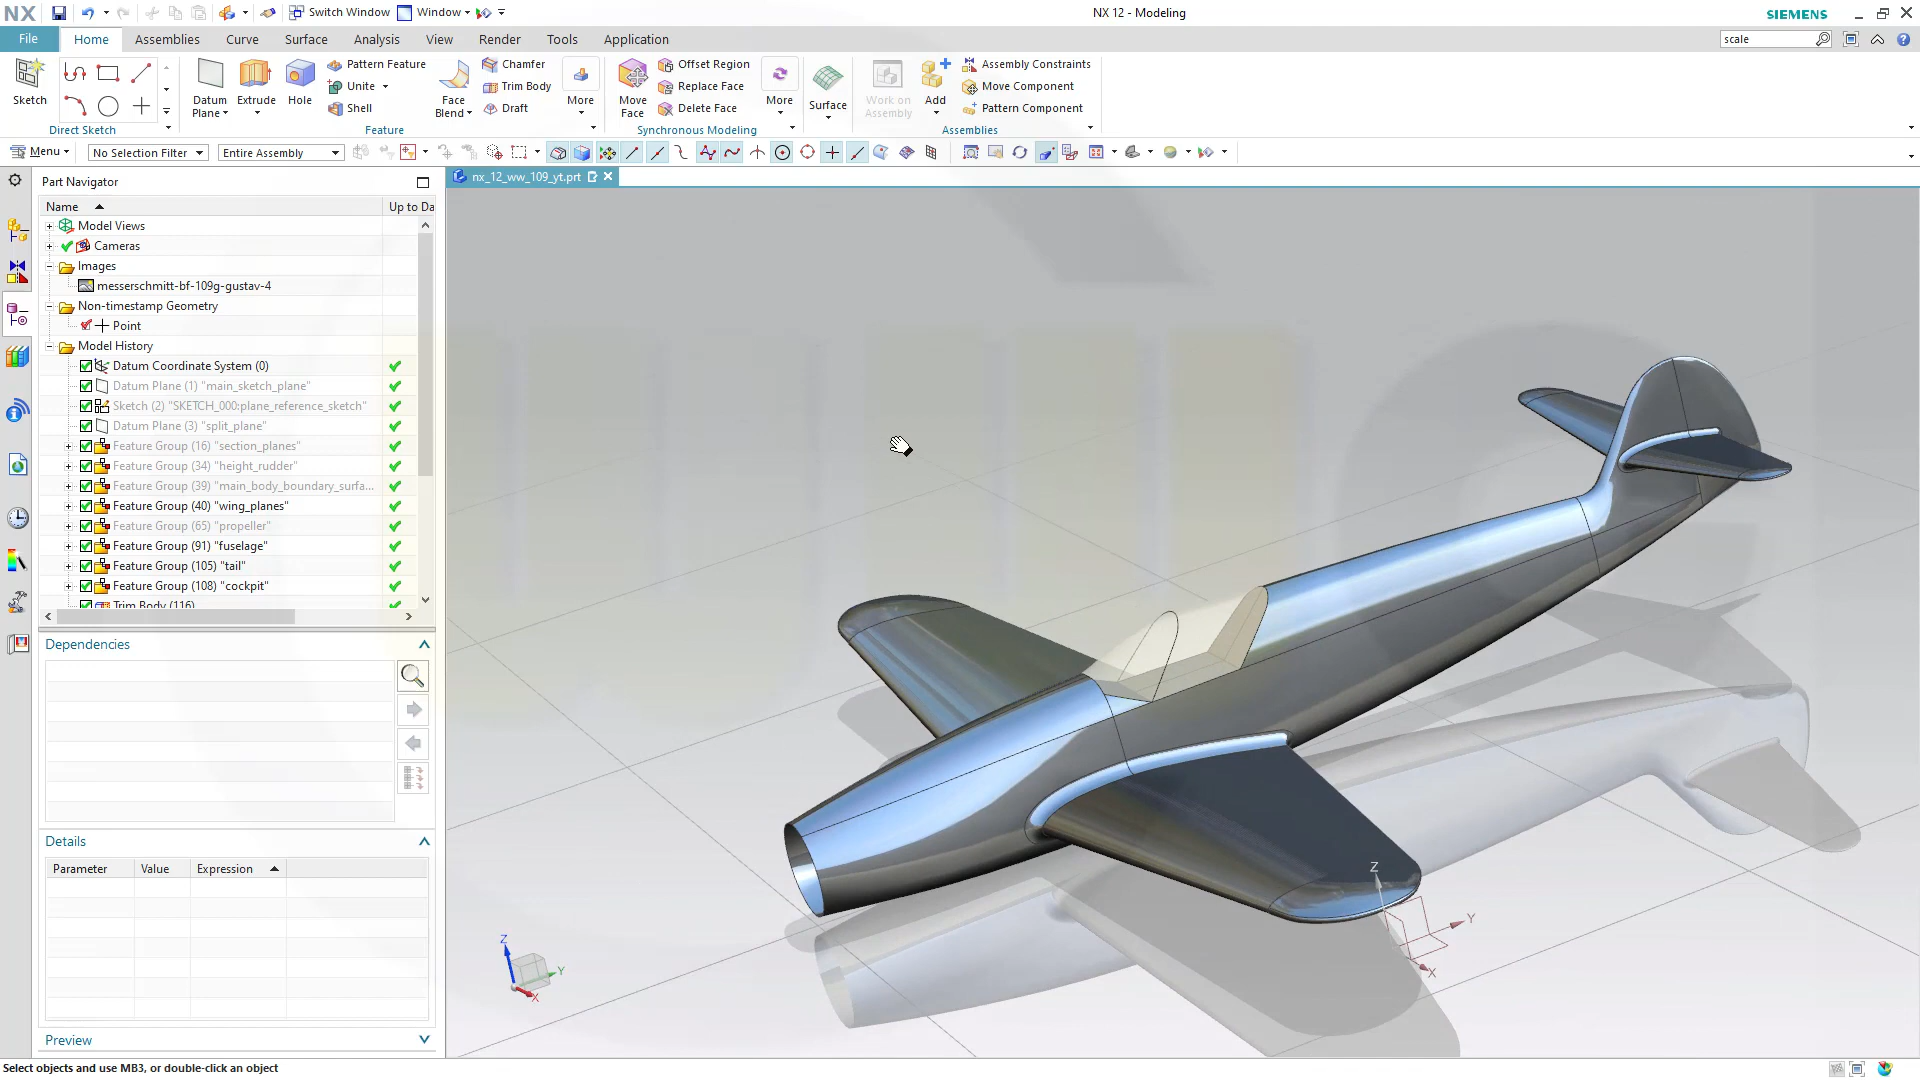 NX
Switch Window
Window
NX 12 - Modeling
SIEMENS
File
Home
Assemblies
Curve
Surface
Analysis
View
Render
Tools
Application
scale
Sketch
Direct Sketch
Datum
Plane
Extrude
Hole
Pattern Feature
Unite
Shell
Face
Blend
Chamfer
Trim Body
Draft
More
Feature
Move
Face
Offset Region
Replace Face
Delete Face
More
Synchronous Modeling
Surface
Work on
Assembly
Add
Assembly Constraints
Move Component
Pattern Component
Assemblies
Menu
No Selection Filter
Entire Assembly
Part Navigator
nx_12_ww_109_yt.prt
Name
Up to Da
Model Views
Cameras
Images
messerschmitt-bf-109g-gustav-4
Non-timestamp Geometry
Point
Model History
Datum Coordinate System (0)
Datum Plane (1) "main_sketch_plane"
Sketch (2) "SKETCH_000:plane_reference_sketch"
Datum Plane (3) "split_plane"
Feature Group (16) "section_planes"
Feature Group (34) "height_rudder"
Feature Group (39) "main_body_boundary_surfa...
Feature Group (40) "wing_planes"
Feature Group (65) "propeller"
Feature Group (91) "fuselage"
Feature Group (105) "tail"
Feature Group (108) "cockpit"
Trim Body (116)
Dependencies
Details
Parameter
Value
Expression
Preview
Z
Y
X
Z
Y
X
Select objects and use MB3, or double-click an object